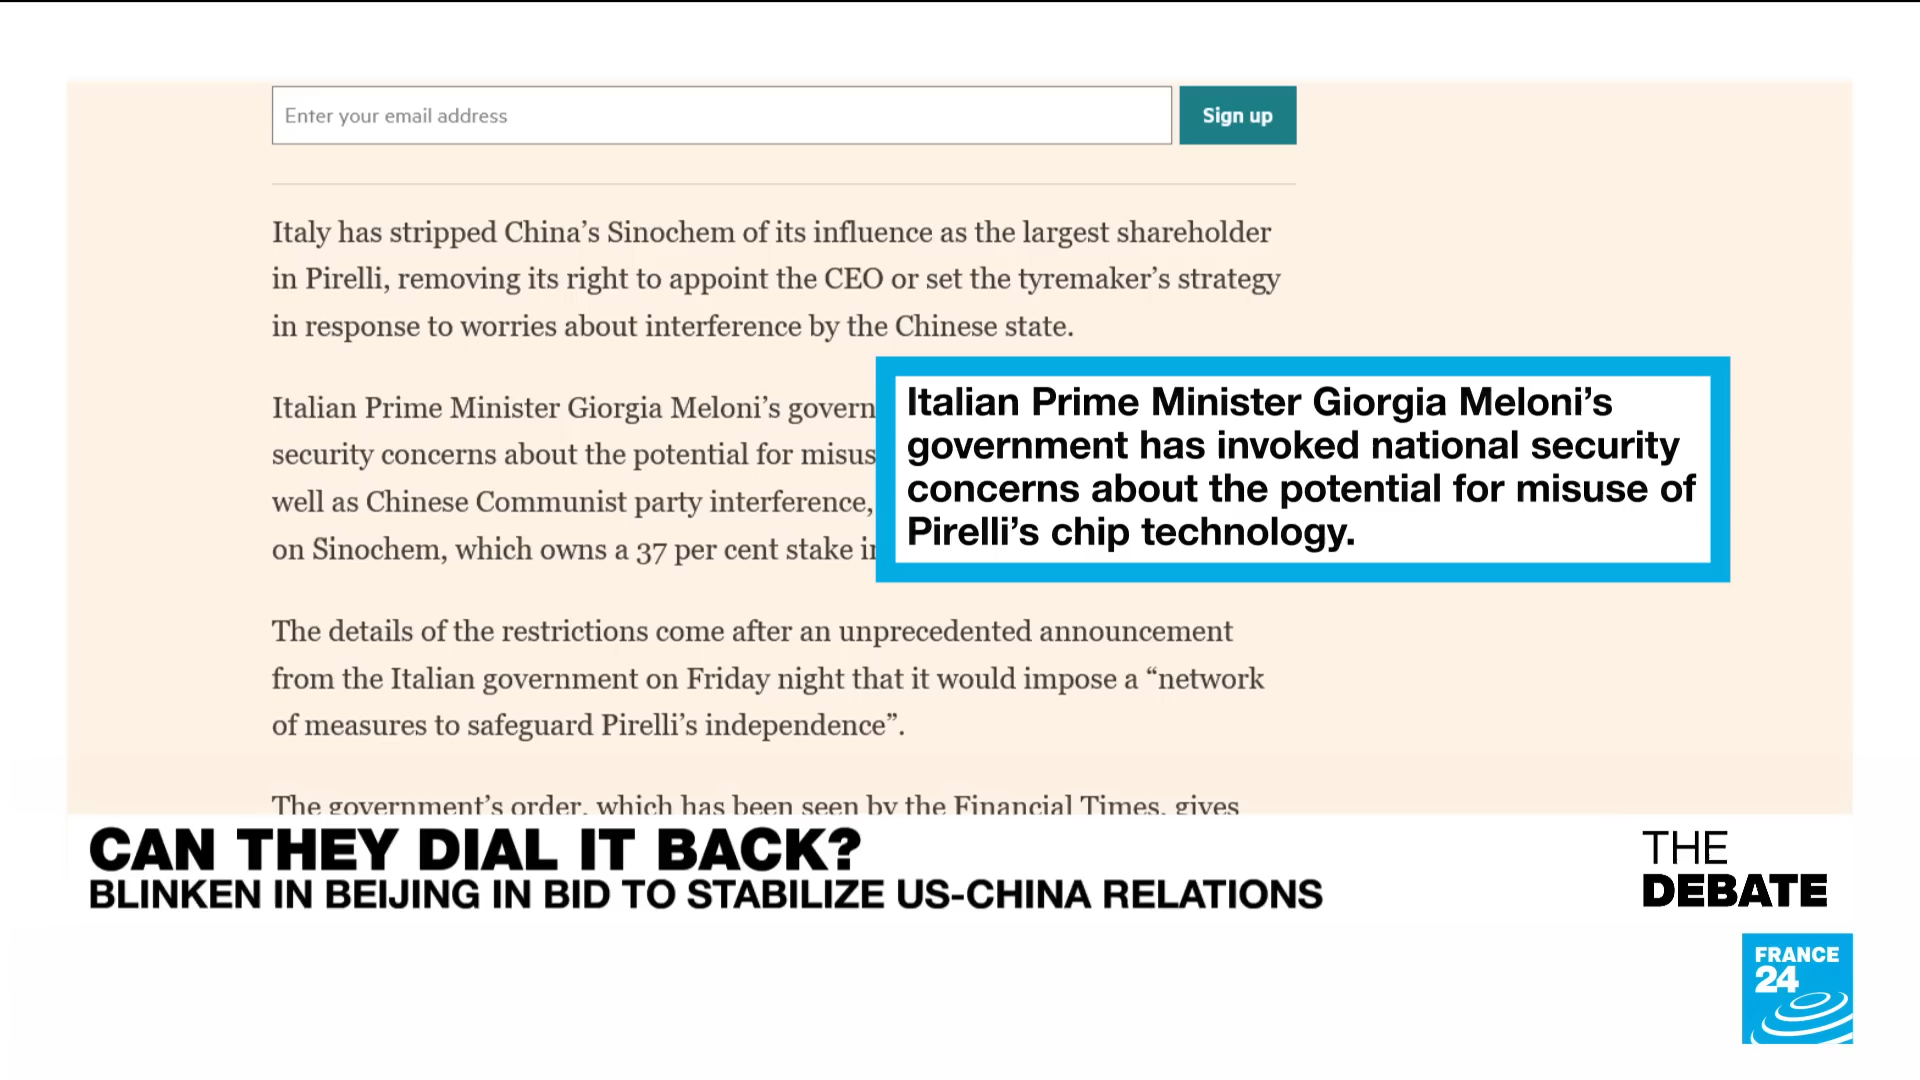 Enter your email address
Sign up
Italy has stripped China’s Sinochem of its influence as the largest shareholder
in Pirelli, removing its right to appoint the CEO or set the tyremaker’s strategy
in response to worries about interference by the Chinese state.
Italian Prime Minister Giorgia Meloni’s govern
security concerns about the potential for misus
well as Chinese Communist party interference,
on Sinochem, which owns a 37 per cent stake in
Italian Prime Minister Giorgia Meloni’s
government has invoked national security
concerns about the potential for misuse of
Pirelli’s chip technology.
The details of the restrictions come after an unprecedented announcement
from the Italian government on Friday night that it would impose a “network
of measures to safeguard Pirelli’s independence”.
The government’s order, which has been seen by the Financial Times, gives
CAN THEY DIAL IT BACK?
BLINKEN IN BEIJING IN BID TO STABILIZE US-CHINA RELATIONS
THE
DEBATE
FRANCE
24